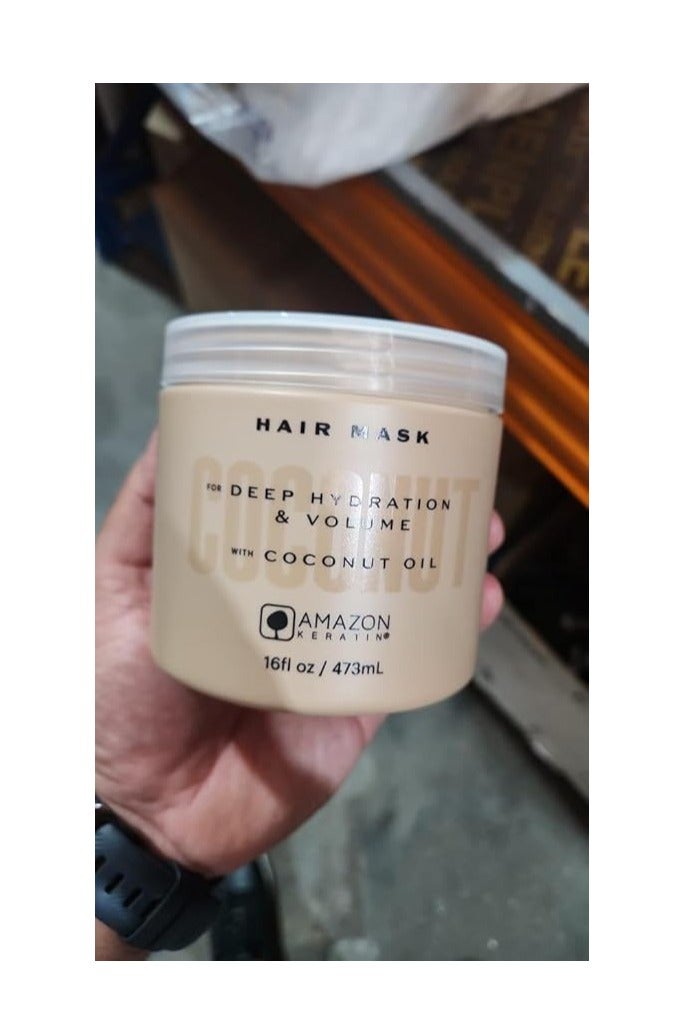 HAIR MASK
COCONUT
FOR DEEP HYDRATION
& VOLUME
WITH COCONUT OIL
AMAZON
KERATIN®
16fl oz / 473mL